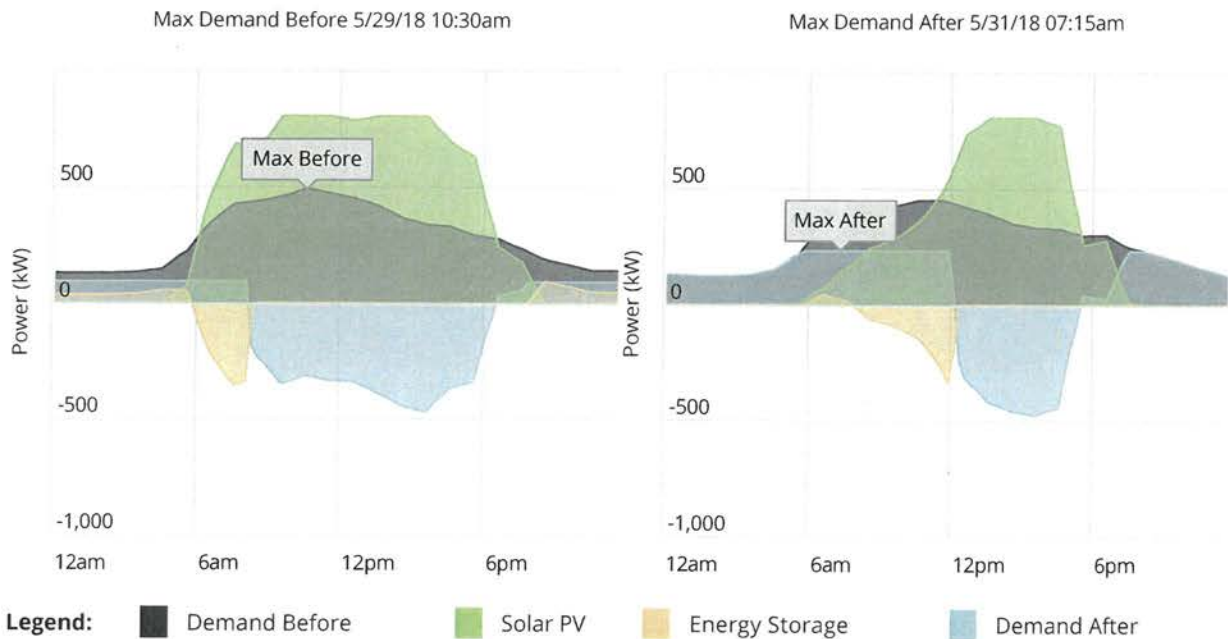 Max Demand Before 5/29/18 10:30am
Max Before
500
0
-500
-1,000
Power (kW)
12am 6am 12pm 6pm
Max Demand After 5/31/18 07:15am
Max After
500
0
-500
-1,000
Power (kW)
12am 6am 12pm 6pm
Legend: Demand Before Solar PV Energy Storage Demand After